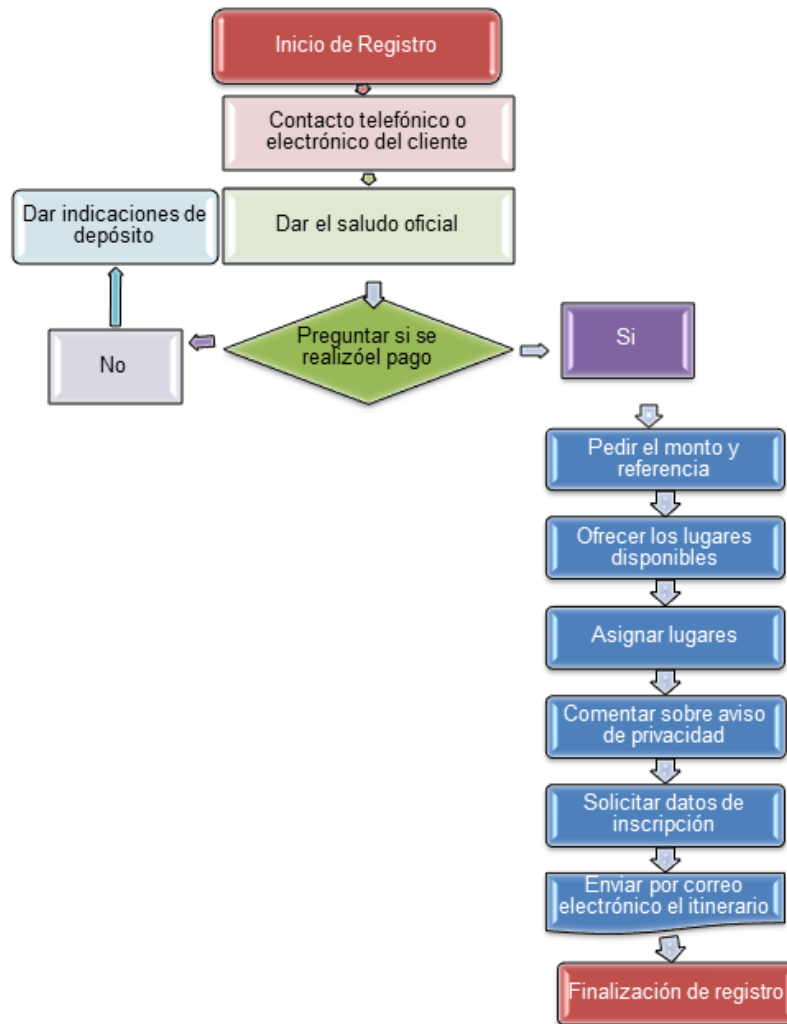 Inicio de Registro
Contacto telefónico o
electrónico del cliente
Dar indicaciones de
depósito
Dar el saludo oficial
Preguntar si se
realizóel pago
No
Si
Pedir el monto y
referencia
Ofrecer los lugares
disponibles
Asignar lugares
Comentar sobre aviso
de privacidad
Solicitar datos de
inscripción
Enviar por correo
electrónico el itinerario
Finalización de registro